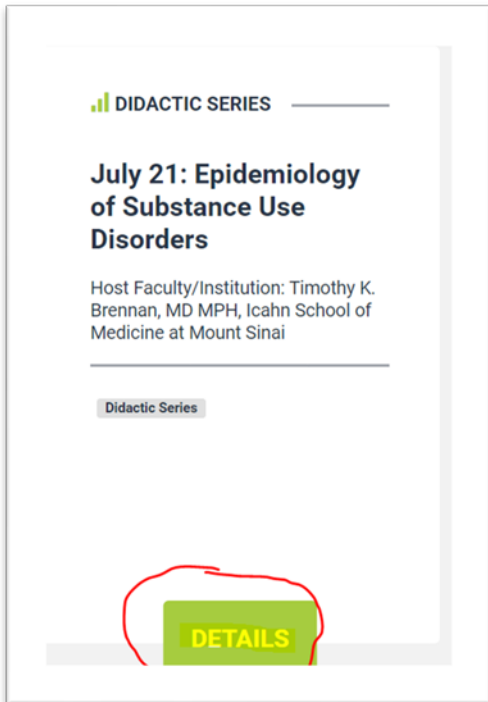 DIDACTIC SERIES
July 21: Epidemiology
of Substance Use
Disorders
Host Faculty/Institution: Timothy K.
Brennan, MD MPH, Icahn School of
Medicine at Mount Sinai
Didactic Series
DETAILS